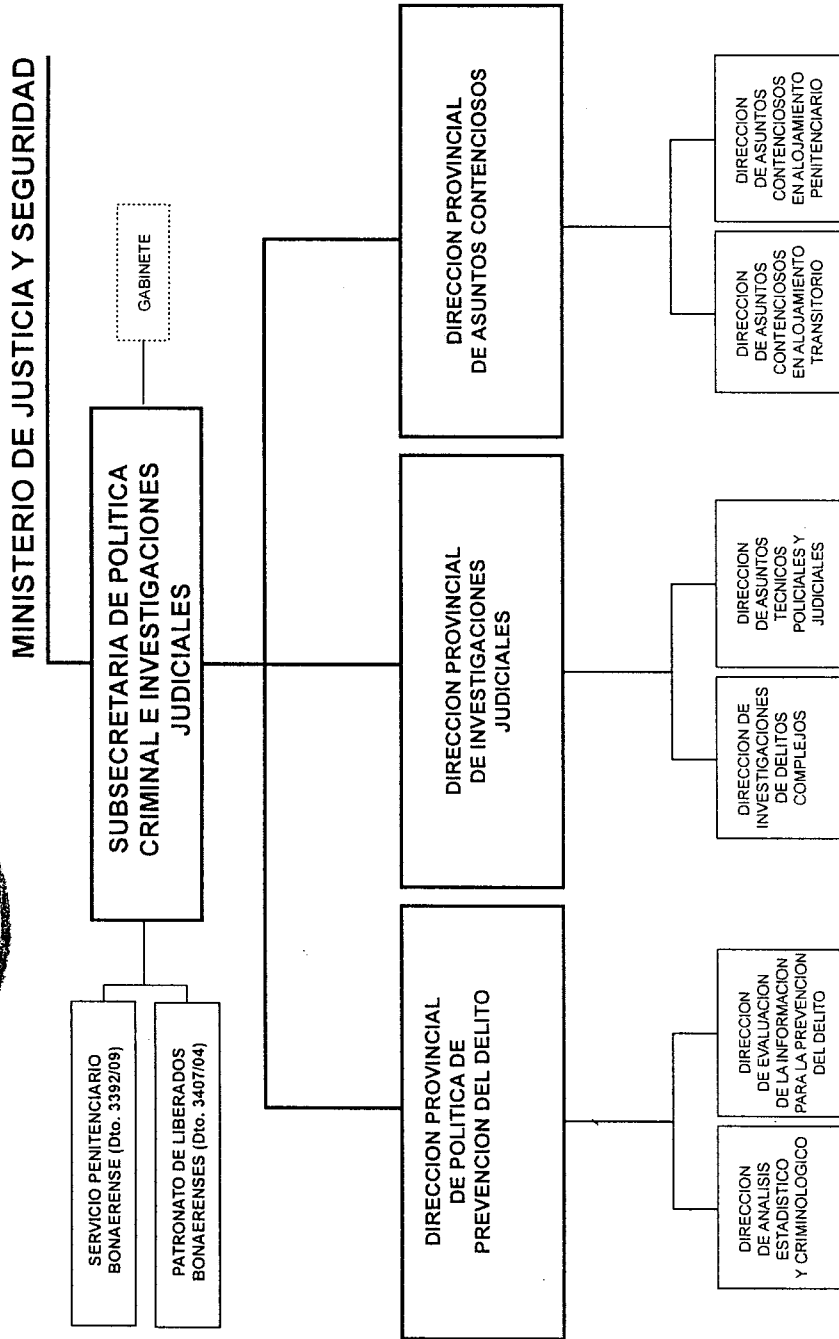 MINISTERIO DE JUSTICIA Y SEGURIDAD
SERVICIO PENITENCIARIO
BONAERENSE (Dto. 3392/09)
PATRONATO DE LIBERADOS
BONAERENSES (Dto. 3407/04)
SUBSECRETARIA DE POLITICA
CRIMINAL E INVESTIGACIONES
JUDICIALES
GABINETE
DIRECCION PROVINCIAL
DE POLITICA DE
PREVENCION DEL DELITO
DIRECCION PROVINCIAL
DE INVESTIGACIONES
JUDICIALES
DIRECCION PROVINCIAL
DE ASUNTOS CONTENCIOSOS
DIRECCION
DE ANALISIS
ESTADISTICO
Y CRIMINOLOGICO
DIRECCION
DE EVALUACION
DE LA INFORMACION
PARA LA PREVENCION
DEL DELITO
DIRECCION DE
INVESTIGACIONES
DE DELITOS
COMPLEJOS
DIRECCION
DE ASUNTOS
TECNICOS
POLICIALES Y
JUDICIALES
DIRECCION
DE ASUNTOS
CONTENCIOSOS
EN ALOJAMIENTO
TRANSITORIO
DIRECCION
DE ASUNTOS
CONTENCIOSOS
EN ALOJAMIENTO
PENITENCIARIO